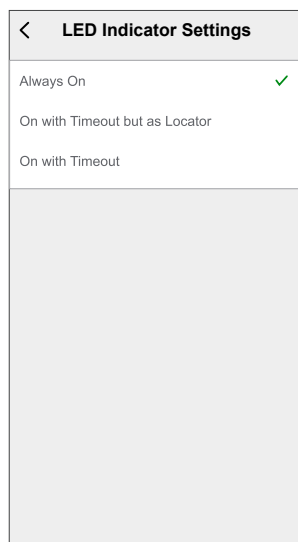 LED Indicator Settings
Always On
On with Timeout but as Locator
On with Timeout